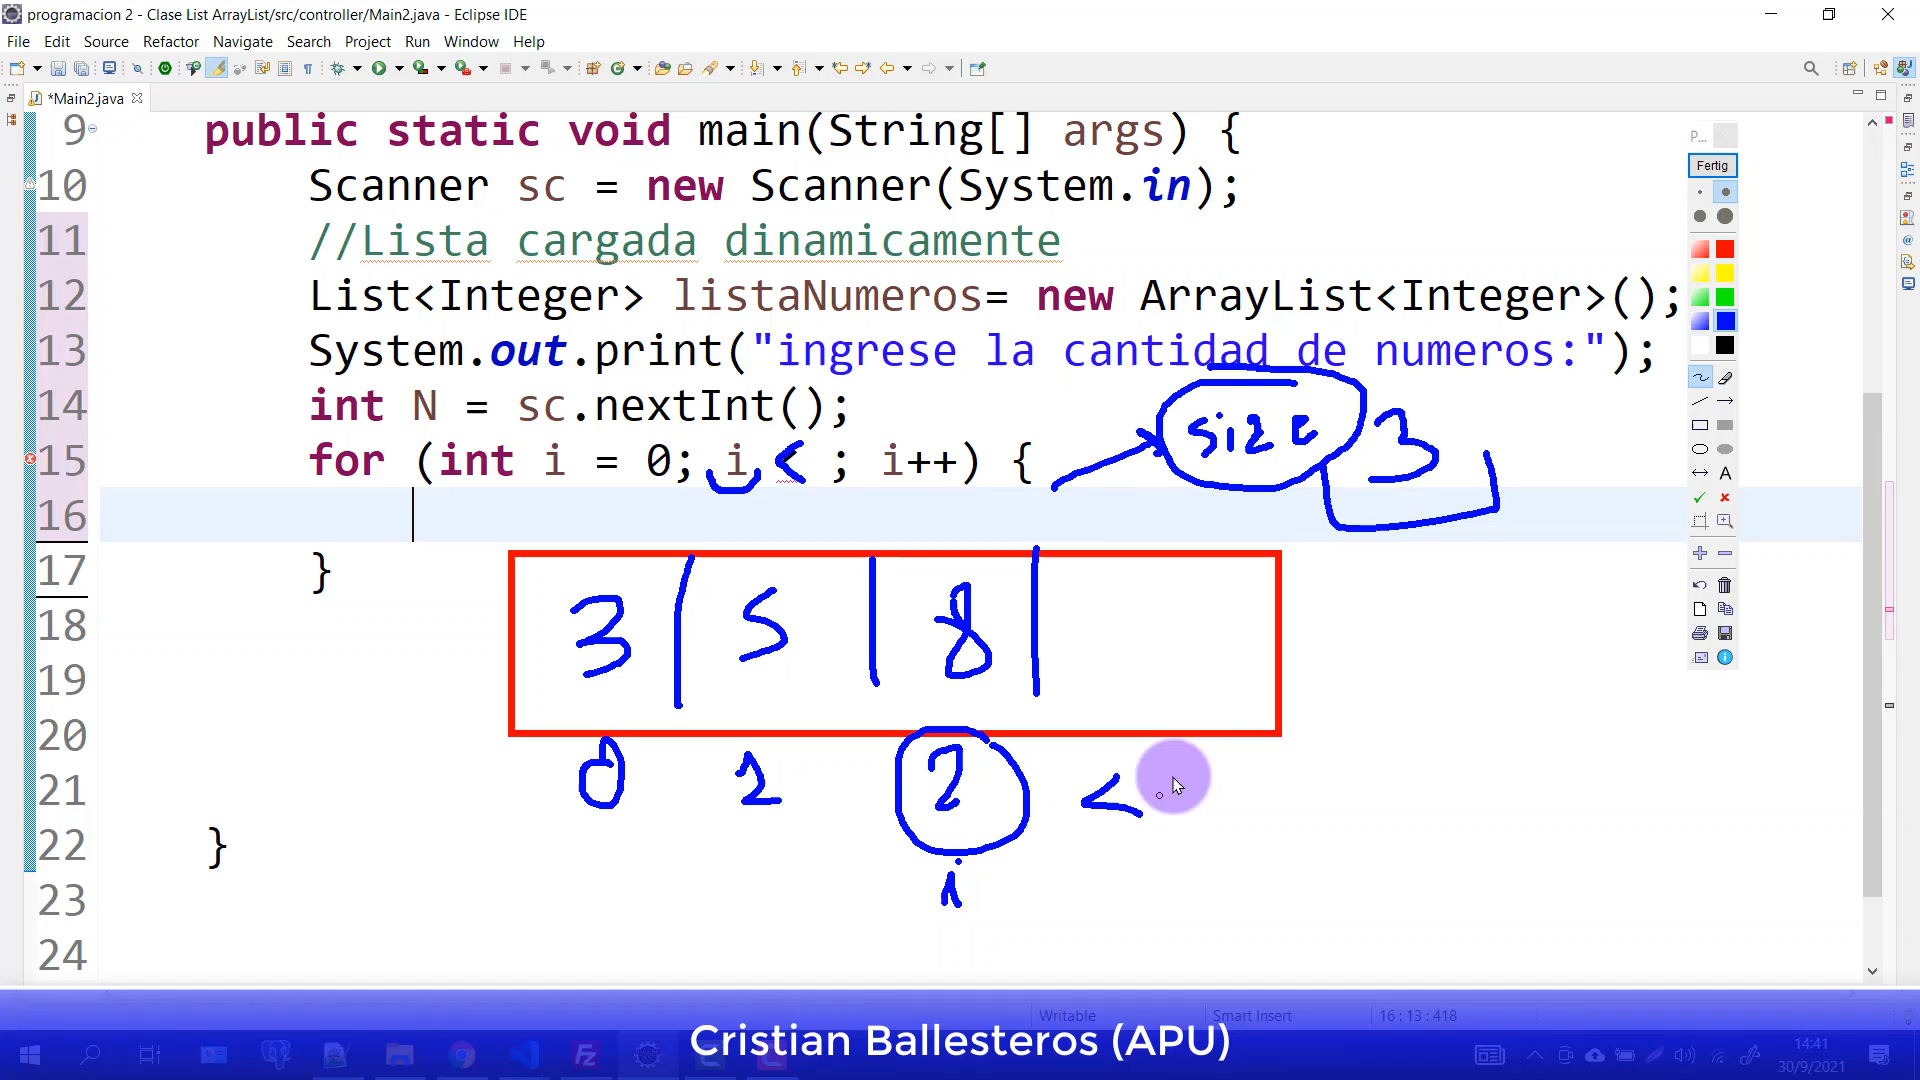 programacion 2 - Clase List ArrayList/src/controller/Main2.java - Eclipse IDE
File Edit Source Refactor Navigate Search Project Run Window Help
*Main2.java
9 public static void main(String[] args) {
10 Scanner sc = new Scanner(System.in);
11 //Lista cargada dinamicamente
12 List<Integer> listaNumeros= new ArrayList<Integer>();
13 System.out.print("ingrese la cantidad de numeros:");
14 int N = sc.nextInt();
size 3
15 for (int i = 0; i < ; i++) {
16
17 }
3 5 8
18
19
20
0 1 2 <
21
22 }
i
23
24
P...
Fertig
Writable Smart Insert 16 : 13 : 418
Cristian Ballesteros (APU)
14:41
30/9/2021